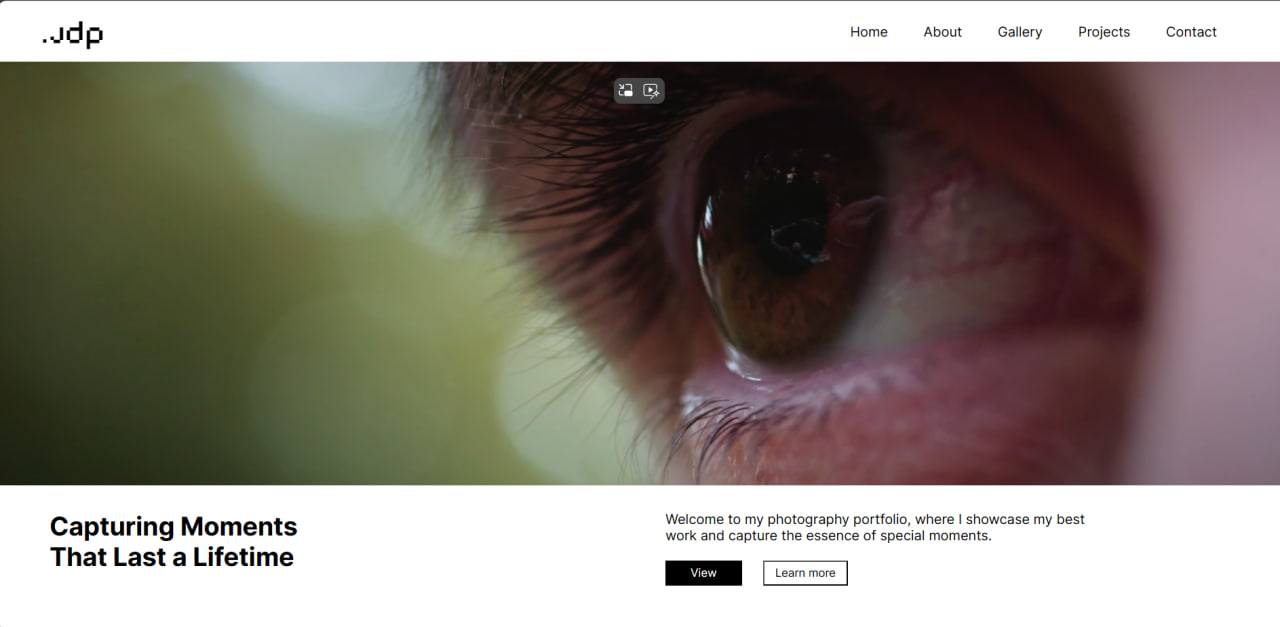 .jdp
Home
About
Gallery
Projects
Contact
Capturing Moments
That Last a Lifetime
Welcome to my photography portfolio, where I showcase my best
work and capture the essence of special moments.
View
Learn more